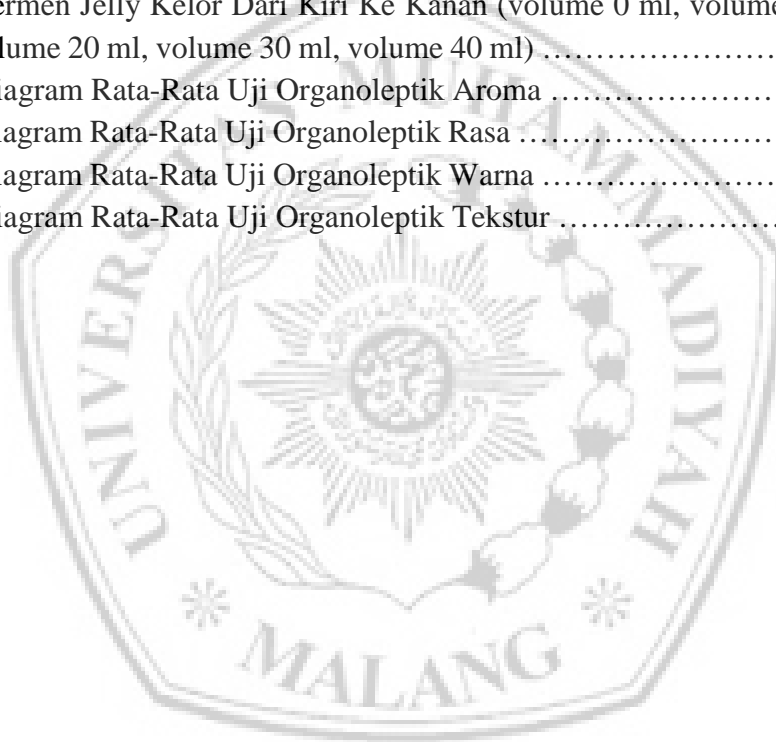 ermen Jelly Kelor Dari Kiri Ke Kanan (volume 0 ml, volume
lume 20 ml, volume 30 ml, volume 40 ml) ……………………
iagram Rata-Rata Uji Organoleptik Aroma ……………………
iagram Rata-Rata Uji Organoleptik Rasa ………………………
iagram Rata-Rata Uji Organoleptik Warna ……………………
iagram Rata-Rata Uji Organoleptik Tekstur …………………
UNIVERSITAS MUHAMMADIYAH
MALANG